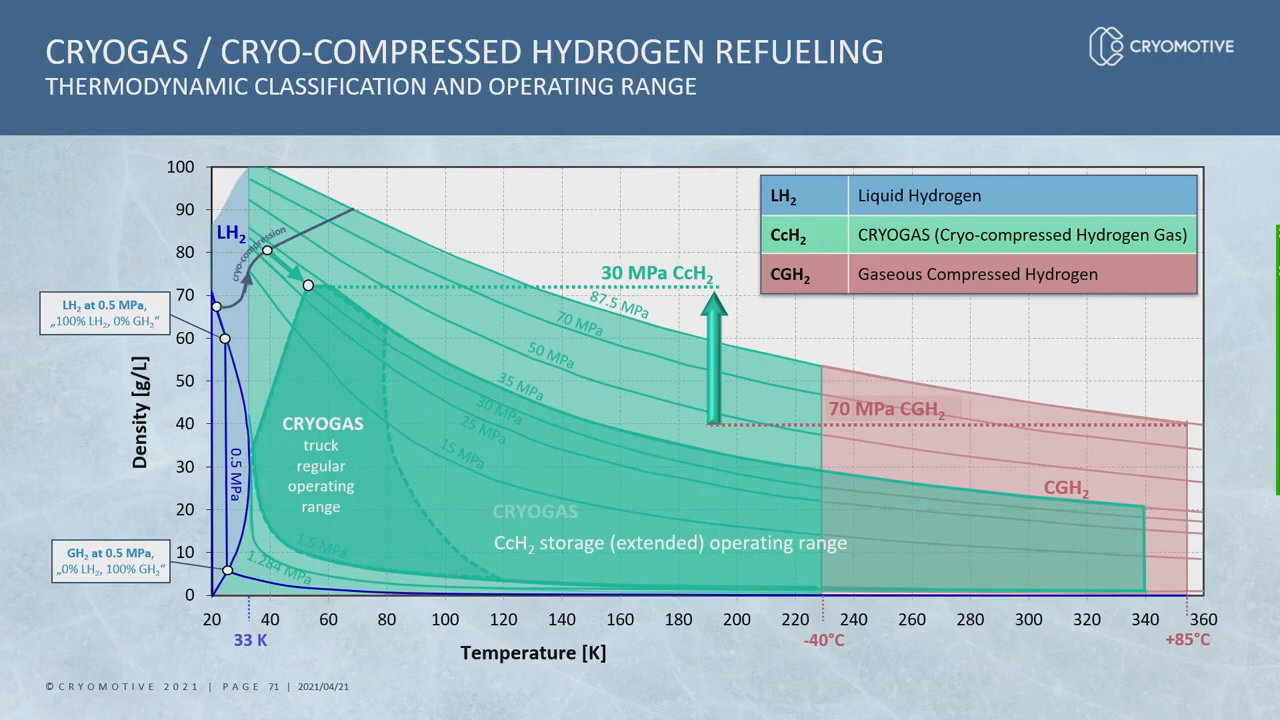 CRYOGAS / CRYO-COMPRESSED HYDROGEN REFUELING
THERMODYNAMIC CLASSIFICATION AND OPERATING RANGE
CRYOMOTIVE
LH₂ Liquid Hydrogen
CcH₂ CRYOGAS (Cryo-compressed Hydrogen Gas)
CGH₂ Gaseous Compressed Hydrogen
Density [g/L]
100
90
80
70
60
50
40
30
20
10
0
LH₂
cryo-compression
LH₂ at 0.5 MPa,
„100% LH₂, 0% GH₂“
GH₂ at 0.5 MPa,
„0% LH₂, 100% GH₂“
0.5 MPa
30 MPa CcH₂
87.5 MPa
70 MPa
50 MPa
35 MPa
30 MPa
25 MPa
15 MPa
1.5 MPa
1.284 MPa
70 MPa CGH₂
CGH₂
CRYOGAS
truck
regular
operating
range
CRYOGAS
CcH₂ storage (extended) operating range
20 40 60 80 100 120 140 160 180 200 220 240 260 280 300 320 340 360
33 K -40°C +85°C
Temperature [K]
© CRYOMOTIVE 2021 | PAGE 71 | 2021/04/21